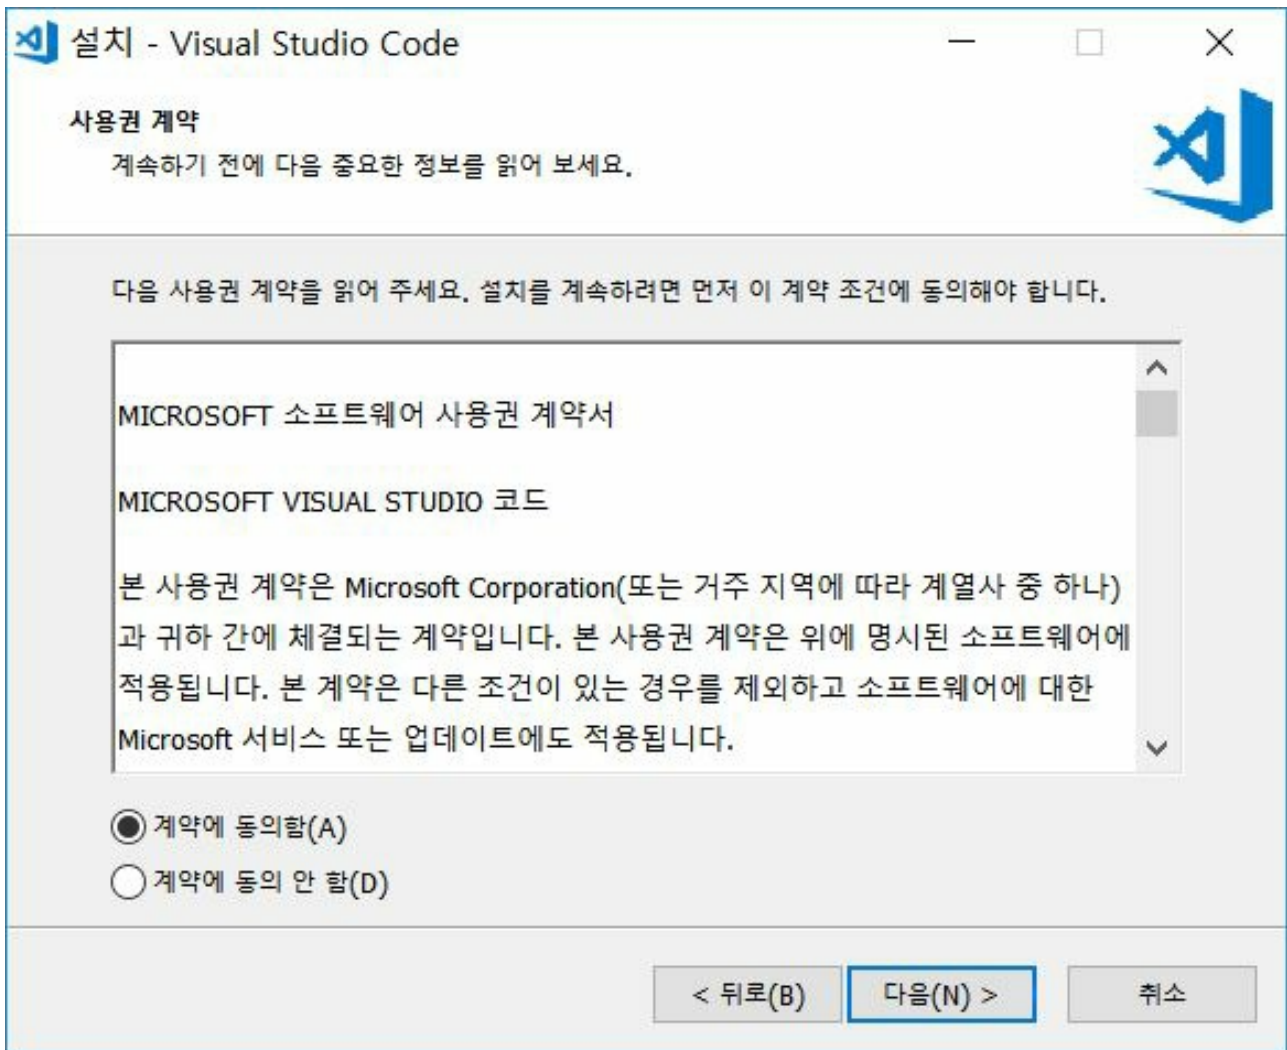 설치 - Visual Studio Code
사용권 계약
계속하기 전에 다음 중요한 정보를 읽어 보세요.
다음 사용권 계약을 읽어 주세요. 설치를 계속하려면 먼저 이 계약 조건에 동의해야 합니다.
MICROSOFT 소프트웨어 사용권 계약서
MICROSOFT VISUAL STUDIO 코드
본 사용권 계약은 Microsoft Corporation(또는 거주 지역에 따라 계열사 중 하나)
과 귀하 간에 체결되는 계약입니다. 본 사용권 계약은 위에 명시된 소프트웨어에
적용됩니다. 본 계약은 다른 조건이 있는 경우를 제외하고 소프트웨어에 대한
Microsoft 서비스 또는 업데이트에도 적용됩니다.
계약에 동의함(A)
계약에 동의 안 함(D)
< 뒤로(B) 다음(N) > 취소